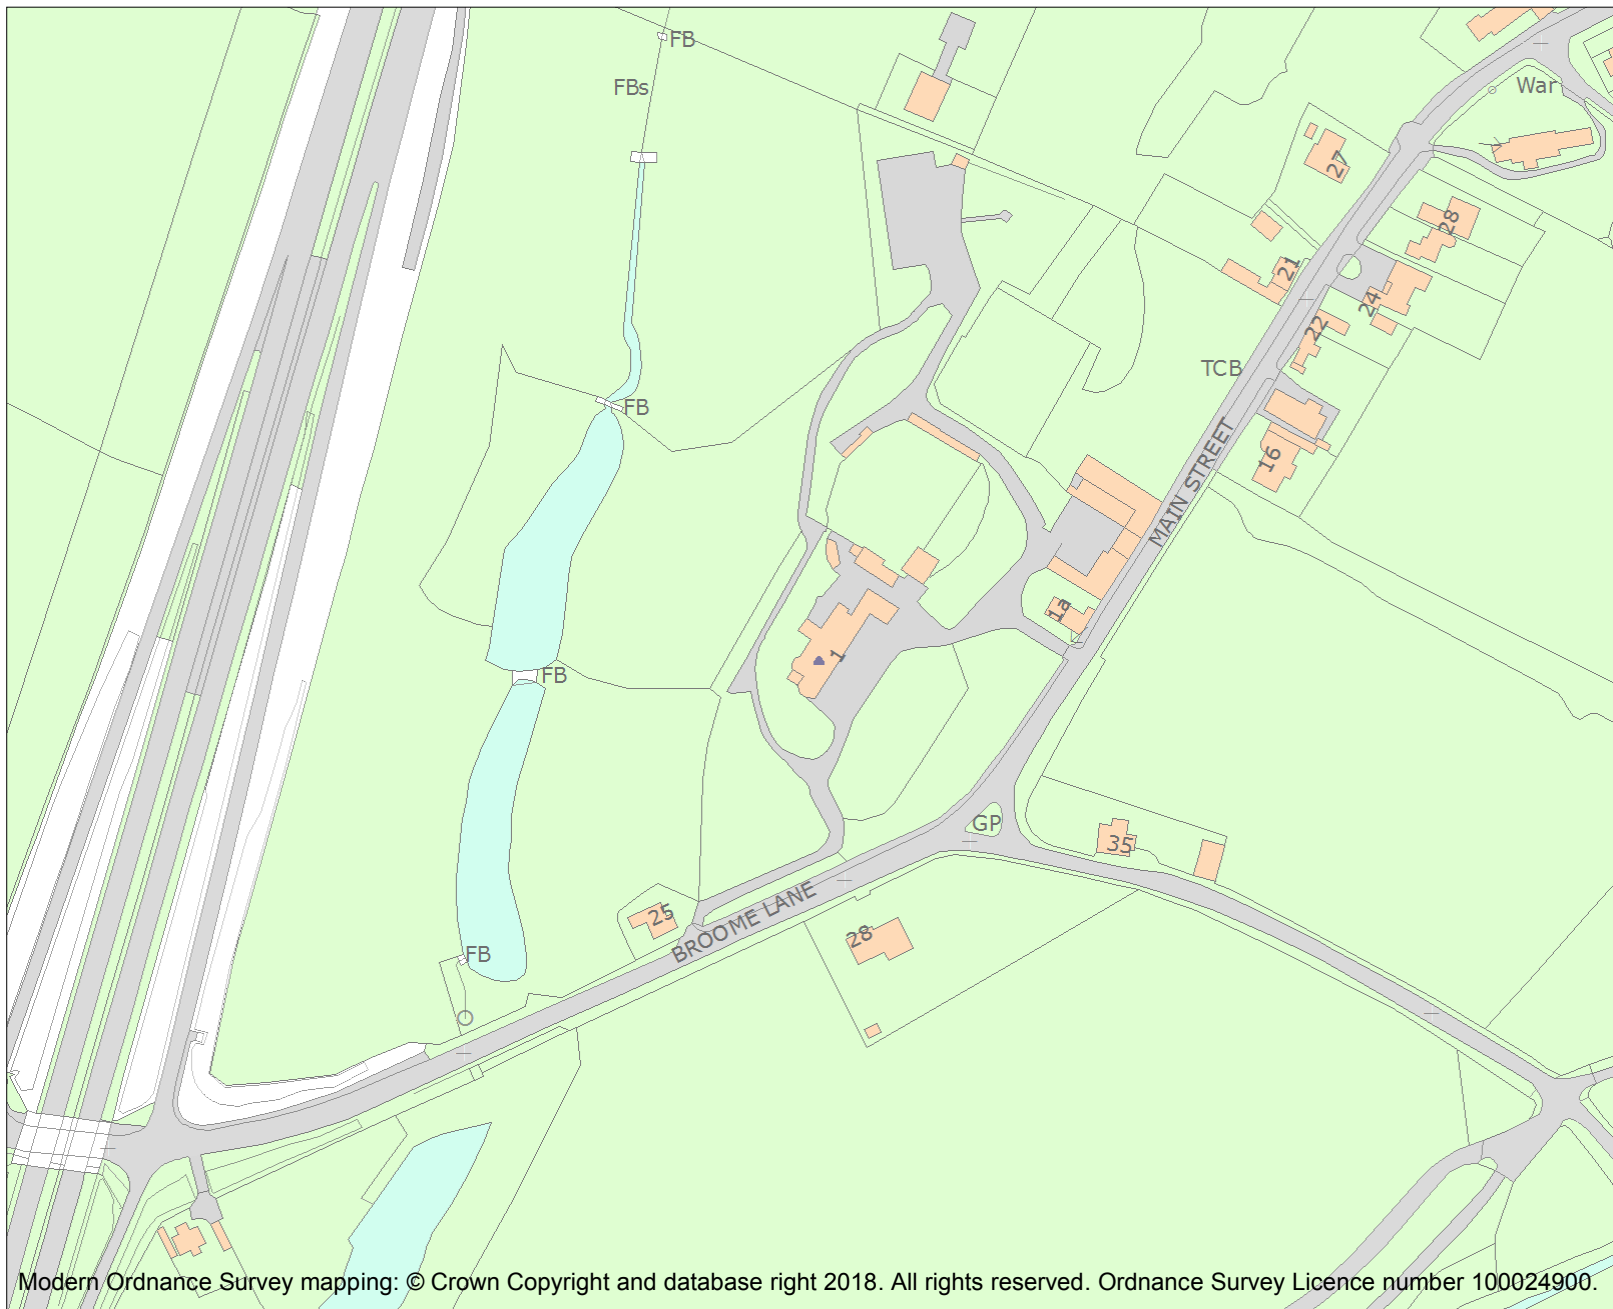 FB
FBs
War
27
28
21
24
22
TCB
FB
MAIN STREET
16
1a
1
FB
GP
35
25
BROOME LANE
28
FB
Modern Ordnance Survey mapping: © Crown Copyright and database right 2018. All rights reserved. Ordnance Survey Licence number 100024900.